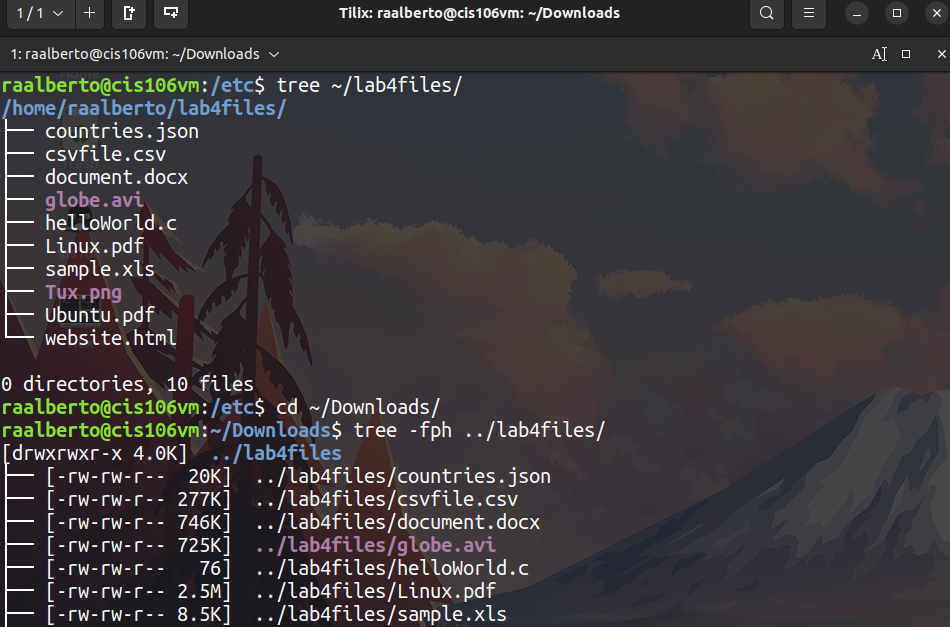 1 / 1
Tilix: raalberto@cis106vm: ~/Downloads
1: raalberto@cis106vm: ~/Downloads
raalberto@cis106vm:/etc$ tree ~/lab4files/
/home/raalberto/lab4files/
├── countries.json
├── csvfile.csv
├── document.docx
├── globe.avi
├── helloWorld.c
├── Linux.pdf
├── sample.xls
├── Tux.png
├── Ubuntu.pdf
└── website.html
0 directories, 10 files
raalberto@cis106vm:/etc$ cd ~/Downloads/
raalberto@cis106vm:~/Downloads$ tree -fph ../lab4files/
[drwxrwxr-x 4.0K]  ../lab4files
├── [-rw-rw-r--  20K]  ../lab4files/countries.json
├── [-rw-rw-r-- 277K]  ../lab4files/csvfile.csv
├── [-rw-rw-r-- 746K]  ../lab4files/document.docx
├── [-rw-rw-r-- 725K]  ../lab4files/globe.avi
├── [-rw-rw-r--   76]  ../lab4files/helloWorld.c
├── [-rw-rw-r-- 2.5M]  ../lab4files/Linux.pdf
├── [-rw-rw-r-- 8.5K]  ../lab4files/sample.xls